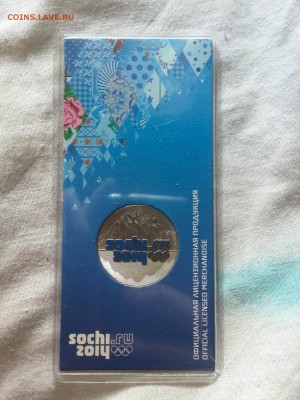 COINS.LAVE.RU
sochi.ru
2014
sochi.ru
2014
ОФИЦИАЛЬНАЯ ЛИЦЕНЗИОННАЯ ПРОДУКЦИЯ
OFFICIAL LICENSED MERCHANDISE